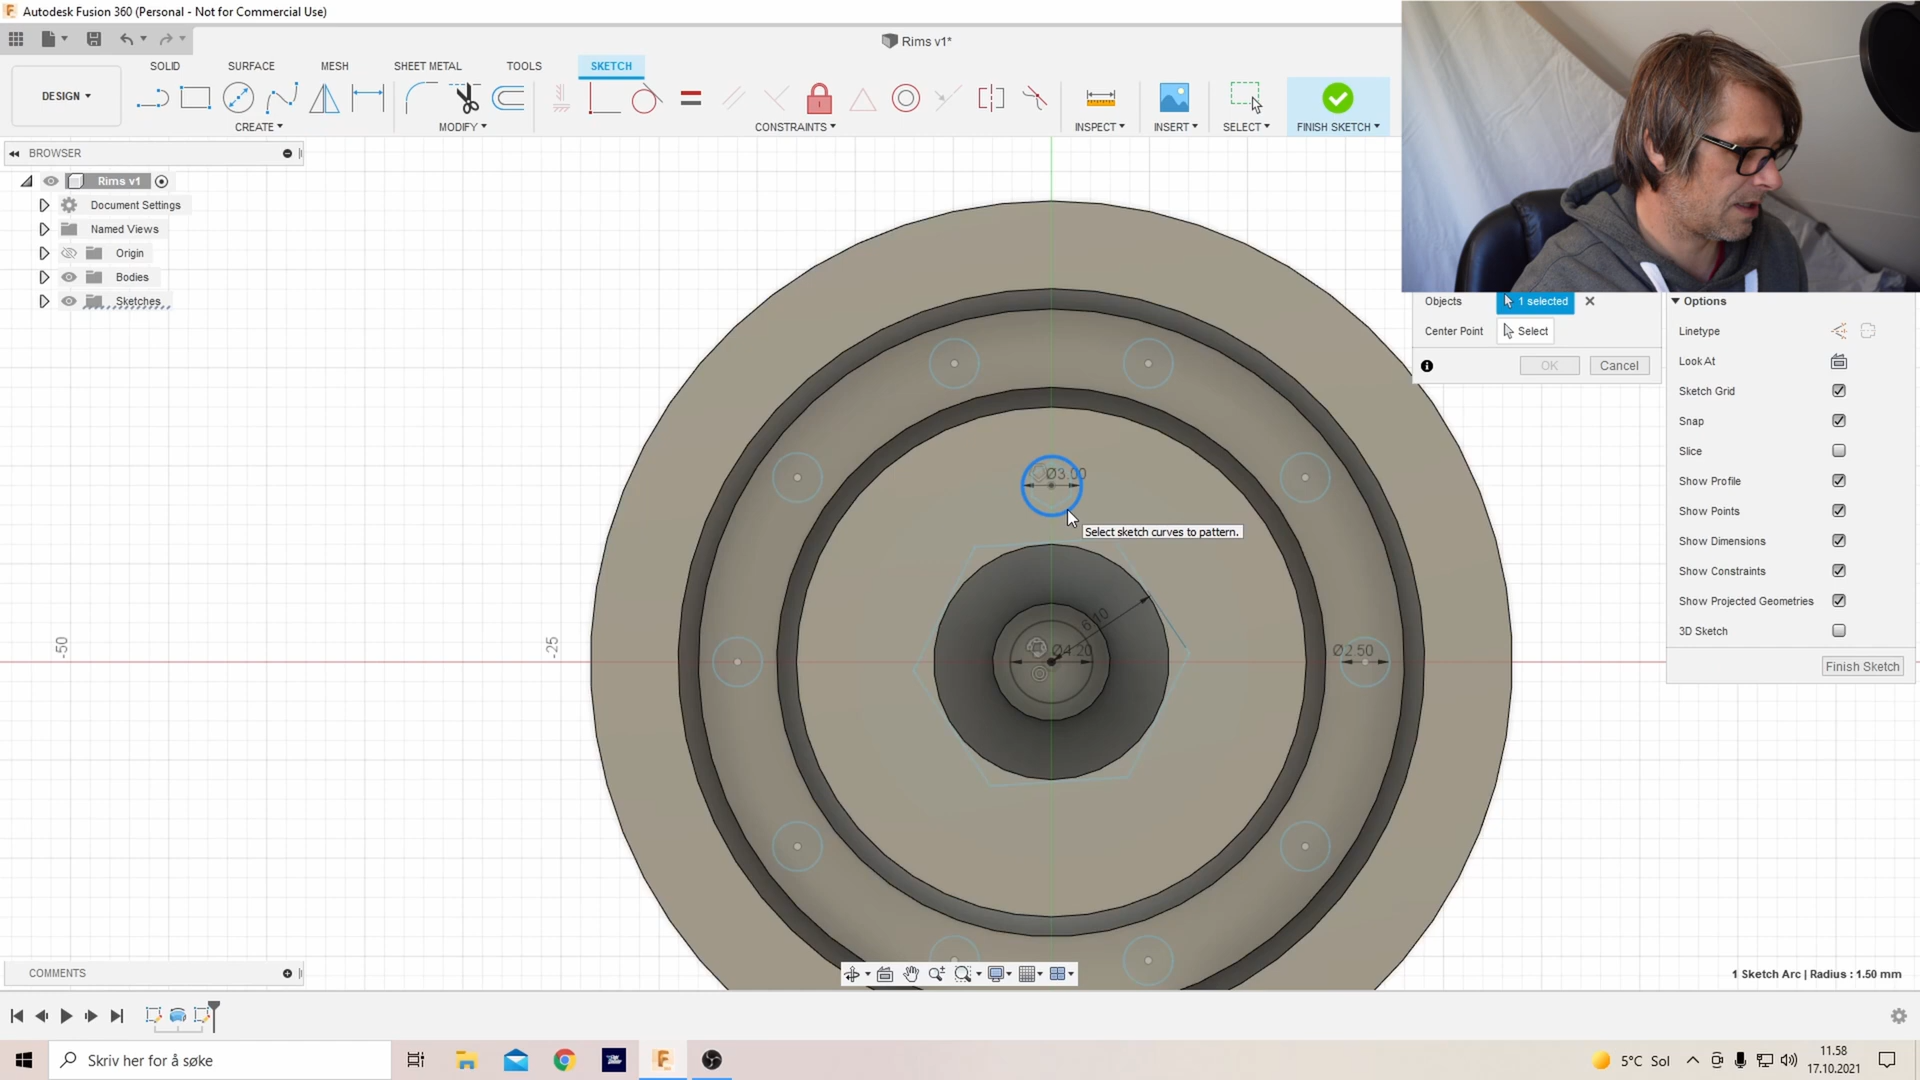 Autodesk Fusion 360 (Personal - Not for Commercial Use)
Rims v1*
DESIGN
SOLID
SURFACE
MESH
SHEET METAL
TOOLS
SKETCH
CREATE
MODIFY
CONSTRAINTS
INSPECT
INSERT
SELECT
FINISH SKETCH
BROWSER
Rims v1
Document Settings
Named Views
Origin
Bodies
Sketches
-50
-25
Ø3.00
Select sketch curves to pattern.
6.10
Ø4.20
Ø2.50
Objects
1 selected
Center Point
Select
OK
Cancel
Options
Linetype
Look At
Sketch Grid
Snap
Slice
Show Profile
Show Points
Show Dimensions
Show Constraints
Show Projected Geometries
3D Sketch
Finish Sketch
COMMENTS
1 Sketch Arc | Radius : 1.50 mm
Skriv her for å søke
5°C Sol
11.58
17.10.2021